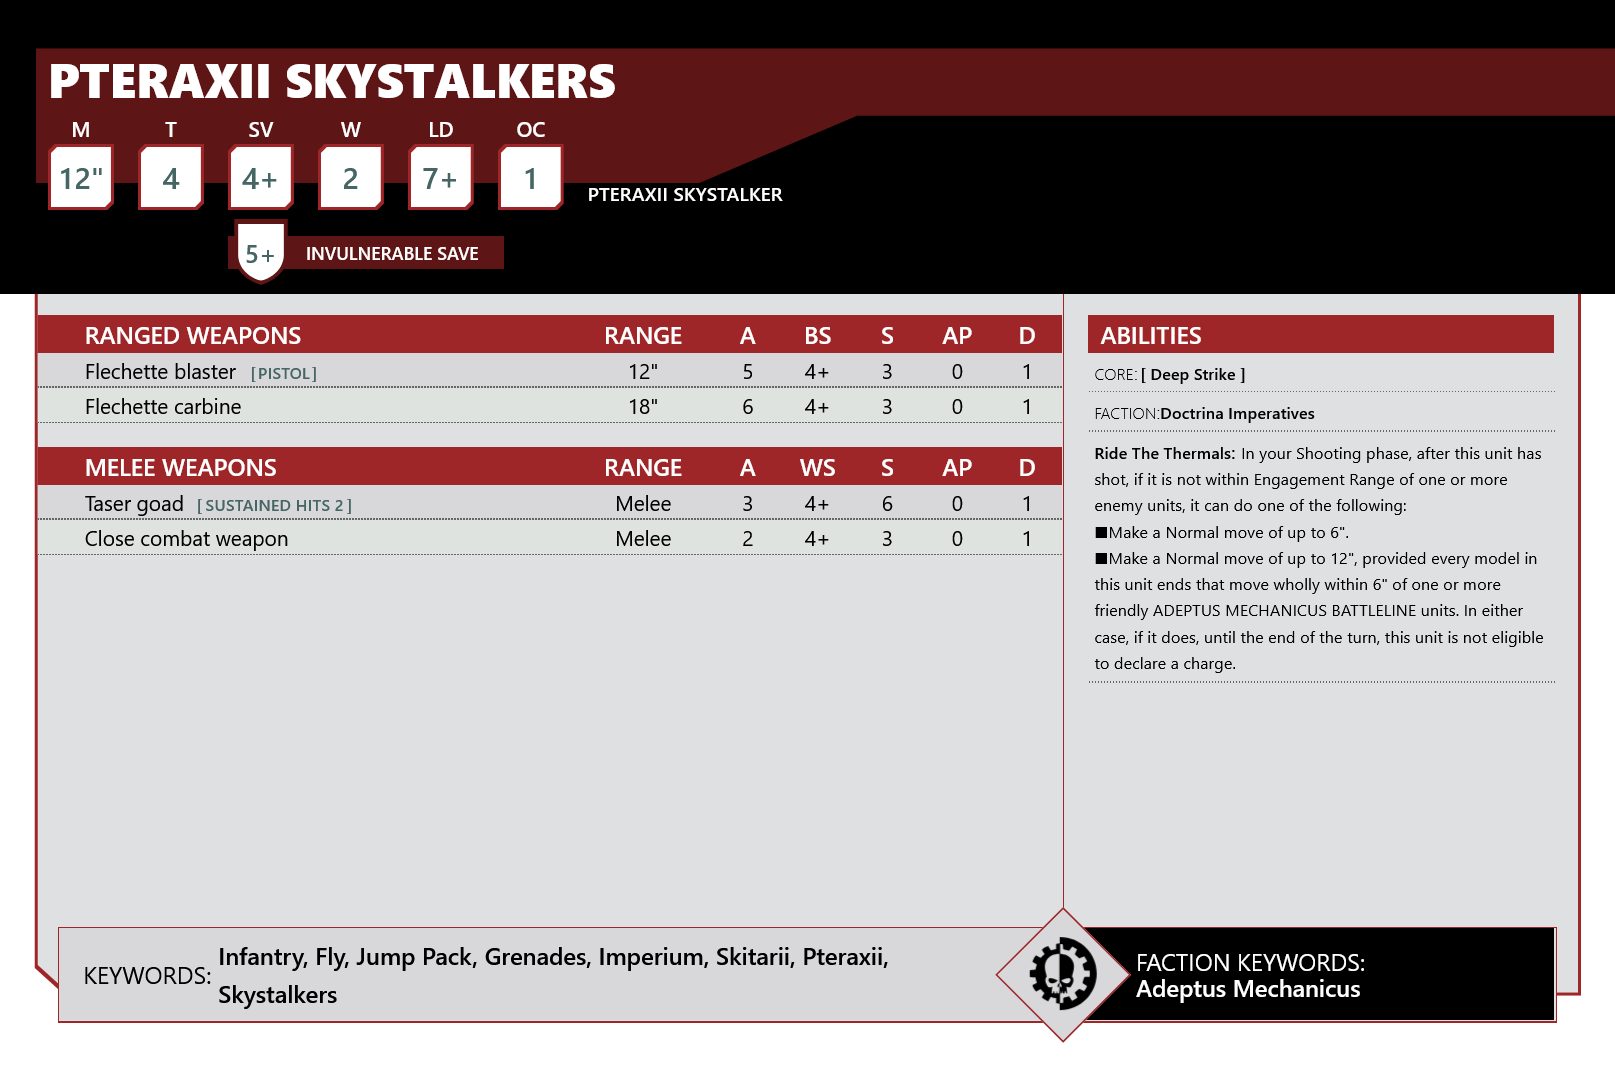 PTERAXII SKYSTALKERS
M T SV W LD OC
12" 4 4+ 2 7+ 1 PTERAXII SKYSTALKER
5+ INVULNERABLE SAVE
RANGED WEAPONS RANGE A BS S AP D
Flechette blaster [PISTOL] 12" 5 4+ 3 0 1
Flechette carbine 18" 6 4+ 3 0 1
MELEE WEAPONS RANGE A WS S AP D
Taser goad [SUSTAINED HITS 2] Melee 3 4+ 6 0 1
Close combat weapon Melee 2 4+ 3 0 1
ABILITIES
CORE: [ Deep Strike ]
FACTION:Doctrina Imperatives
Ride The Thermals: In your Shooting phase, after this unit has
shot, if it is not within Engagement Range of one or more
enemy units, it can do one of the following:
■Make a Normal move of up to 6".
■Make a Normal move of up to 12", provided every model in
this unit ends that move wholly within 6" of one or more
friendly ADEPTUS MECHANICUS BATTLELINE units. In either
case, if it does, until the end of the turn, this unit is not eligible
to declare a charge.
KEYWORDS: Infantry, Fly, Jump Pack, Grenades, Imperium, Skitarii, Pteraxii,
Skystalkers
FACTION KEYWORDS:
Adeptus Mechanicus